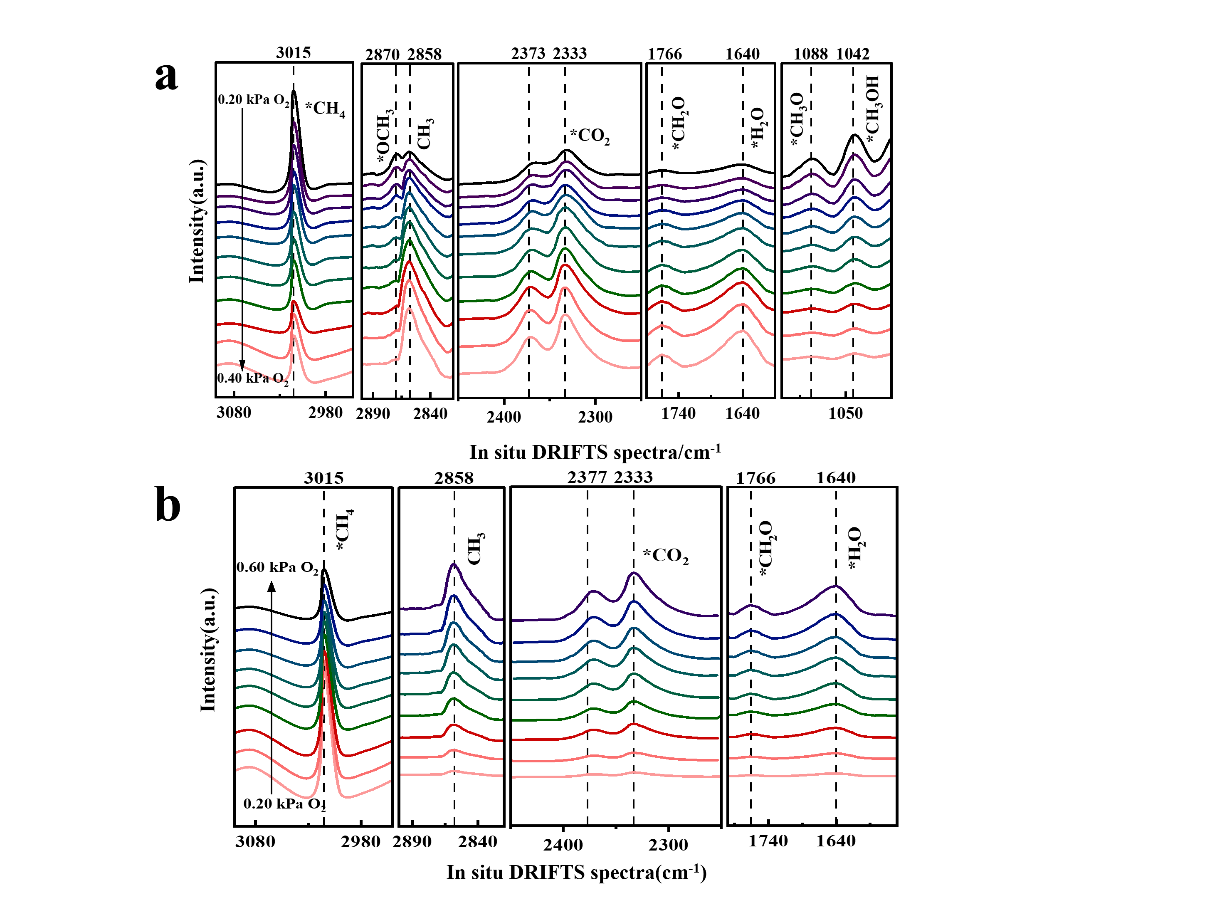 a
3015
2870 2858
2373 2333
1766 1640
1088 1042
0.20 kPa O2
*CH4
*OCH3
CH3
*CO2
*CH2O
*H2O
*CH3O
*CH3OH
Intensity(a.u.)
0.40 kPa O2
3080 2980
2890 2840
2400 2300
1740 1640
1050
In situ DRIFTS spectra/cm-1
b
3015
2858
2377 2333
1766 1640
*CH4
CH3
*CO2
*CH2O
*H2O
0.60 kPa O2
Intensity(a.u.)
0.20 kPa O2
3080 2980
2890 2840
2400 2300
1740 1640
In situ DRIFTS spectra(cm-1)